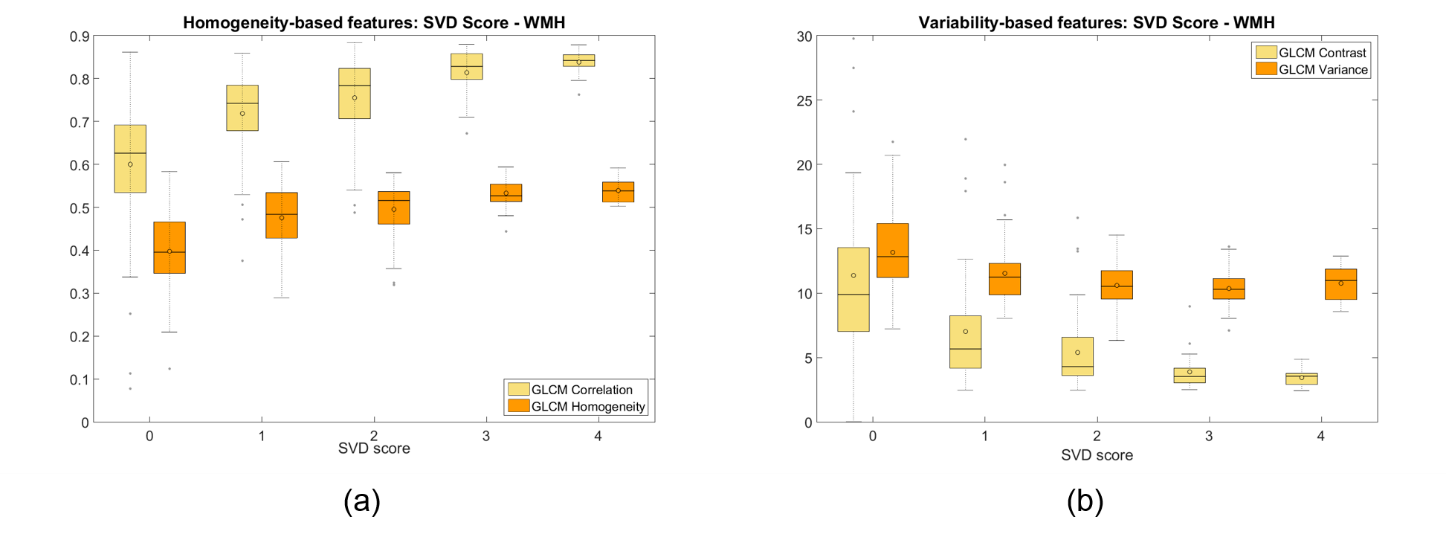 Homogeneity-based features: SVD Score - WMH
0.9
0.8
0.7
0.6
0.5
0.4
0.3
0.2
0.1
0
0 1 2 3 4
SVD score
GLCM Correlation
GLCM Homogeneity
(a)
Variability-based features: SVD Score - WMH
30
25
20
15
10
5
0
0 1 2 3 4
SVD score
GLCM Contrast
GLCM Variance
(b)